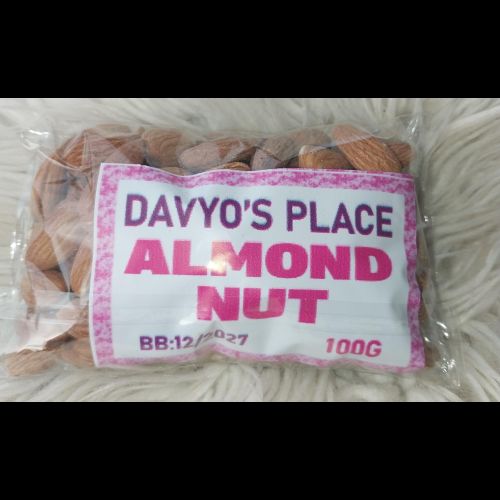 DAVYO'S PLACE
ALMOND
NUT
BB:12/2027 100G